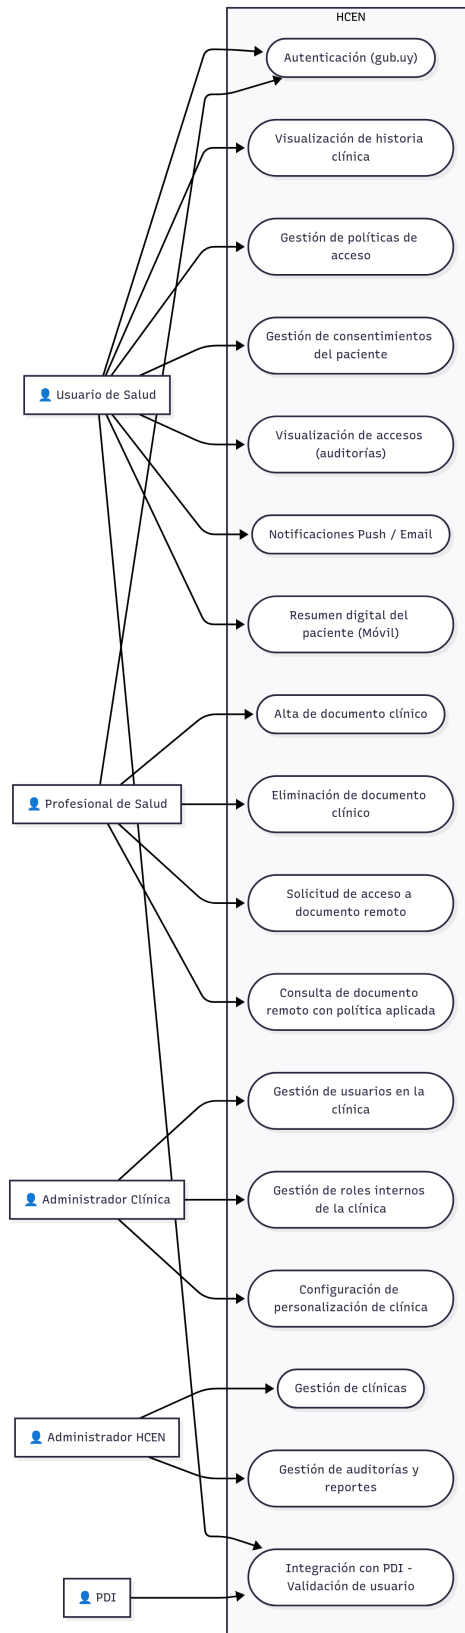 HCEN
Autenticación (gub.uy)
Visualización de historia
clínica
Gestión de políticas de
acceso
Gestión de consentimientos
del paciente
👤 Usuario de Salud
Visualización de accesos
(auditorías)
Notificaciones Push / Email
Resumen digital del
paciente (Móvil)
Alta de documento clínico
👤 Profesional de Salud
Eliminación de documento
clínico
Solicitud de acceso a
documento remoto
Consulta de documento
remoto con política aplicada
Gestión de usuarios en la
clínica
👤 Administrador Clínica
Gestión de roles internos
de la clínica
Configuración de
personalización de clínica
Gestión de clínicas
👤 Administrador HCEN
Gestión de auditorías y
reportes
Integración con PDI -
Validación de usuario
👤 PDI